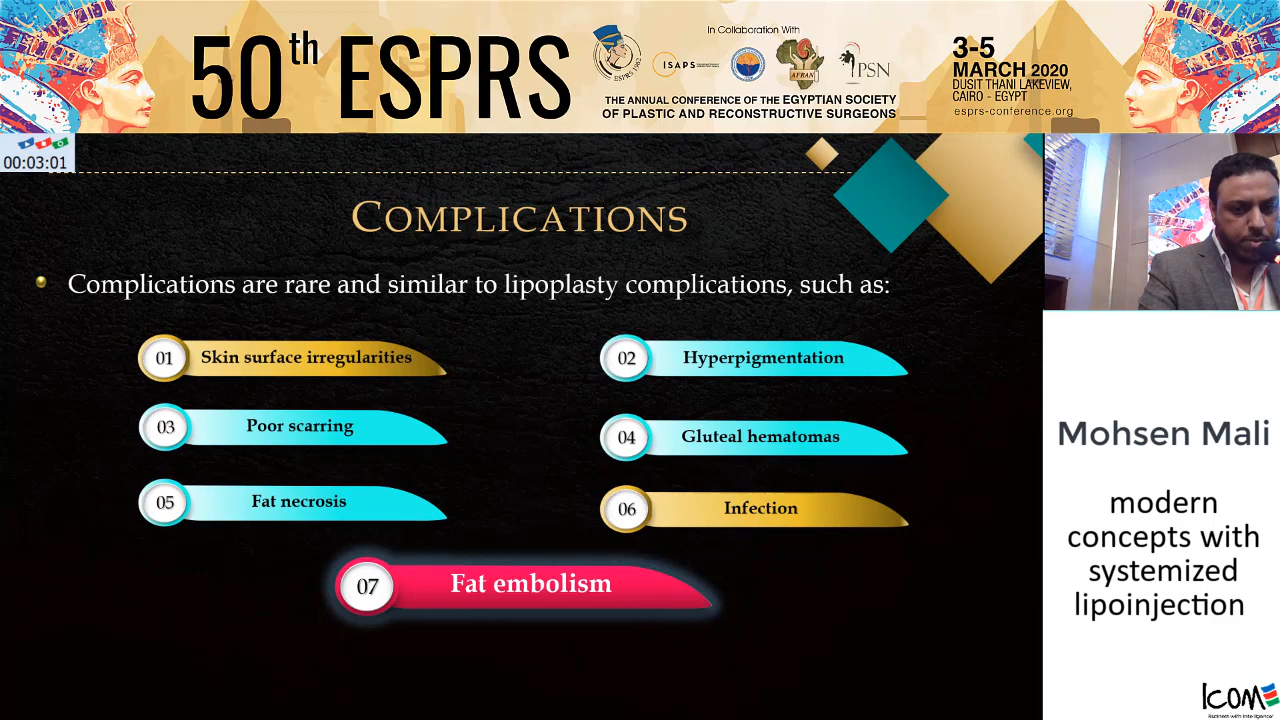 50th ESPRS
In Collaboration With
ESPRS
ISAPS
AFRAN
PSN
THE ANNUAL CONFERENCE OF THE EGYPTIAN SOCIETY
OF PLASTIC AND RECONSTRUCTIVE SURGEONS
3-5
MARCH 2020
DUSIT THANI LAKEVIEW,
CAIRO - EGYPT
esprs-conference.org
00:03:01
COMPLICATIONS
Complications are rare and similar to lipoplasty complications, such as:
01 Skin surface irregularities
02 Hyperpigmentation
03 Poor scarring
04 Gluteal hematomas
05 Fat necrosis
06 Infection
07 Fat embolism
Mohsen Mali
modern
concepts with
systemized
lipoinjection
ICOME